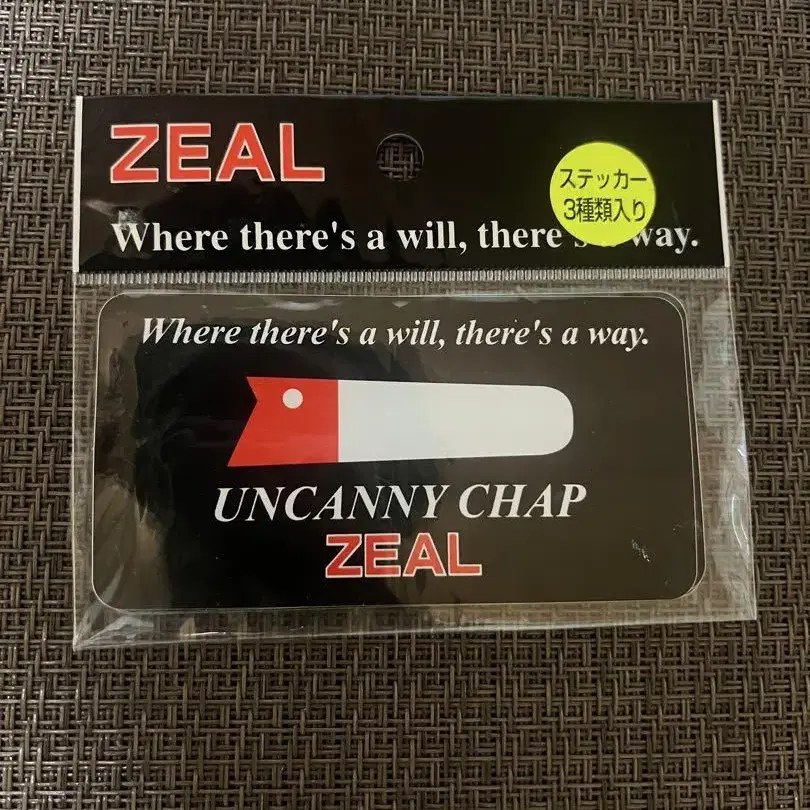 ZEAL
ステッカー
3種類入り
Where there's a will, there's a way.
Where there's a will, there's a way.
UNCANNY CHAP
ZEAL